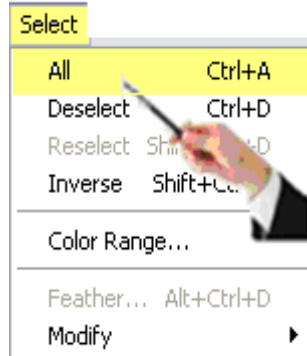 Select
All Ctrl+A
Deselect Ctrl+D
Reselect
Inverse
Color Range...
Feather... Alt+Ctrl+D
Modify